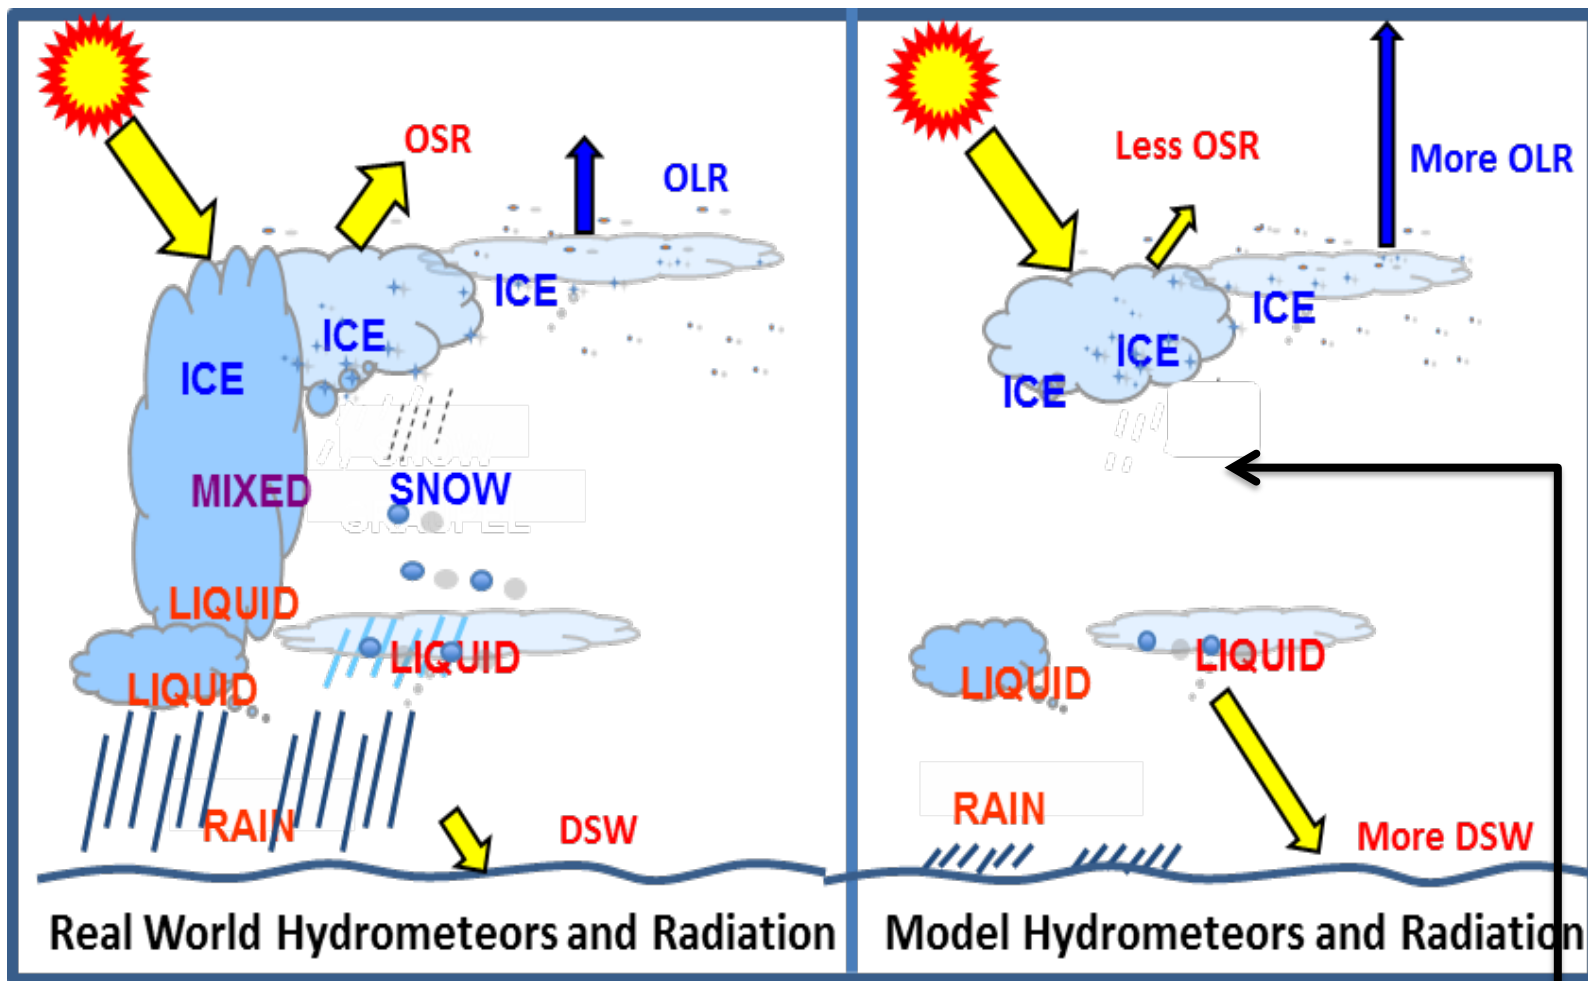 OSR
OLR
ICE
ICE
ICE
MIXED
SNOW
LIQUID
LIQUID
LIQUID
RAIN
DSW
Real World Hydrometeors and Radiation
Less OSR
More OLR
ICE
ICE
ICE
LIQUID
LIQUID
RAIN
More DSW
Model Hydrometeors and Radiation